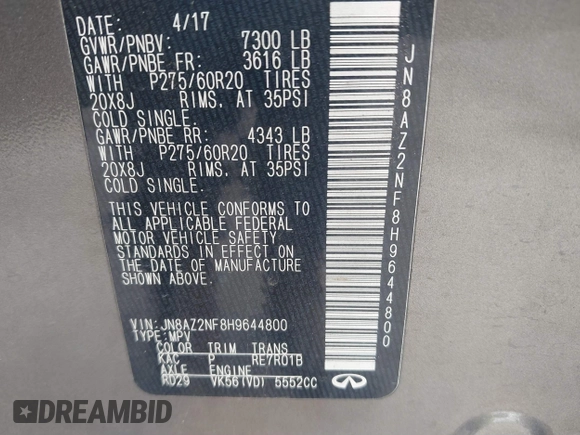 DATE: 4/17
GVWR/PNBV: 7300 LB
GAWR/PNBE FR: 3616 LB
WITH P275/60R20 TIRES
20X8J RIMS, AT 35PSI
COLD SINGLE.
GAWR/PNBE RR: 4343 LB
WITH P275/60R20 TIRES
20X8J RIMS, AT 35PSI
COLD SINGLE.
THIS VEHICLE CONFORMS TO
ALL APPLICABLE FEDERAL
MOTOR VEHICLE SAFETY
STANDARDS IN EFFECT ON
THE DATE OF MANUFACTURE
SHOWN ABOVE.
VIN: JN8AZ2NF8H9644800
TYPE: MPV
COLOR TRIM TRANS
KAC P RE7R01B
AXLE ENGINE
RD29 VK56(VD) 5552CC
JN8AZ2NF8H9644800
DREAMBID